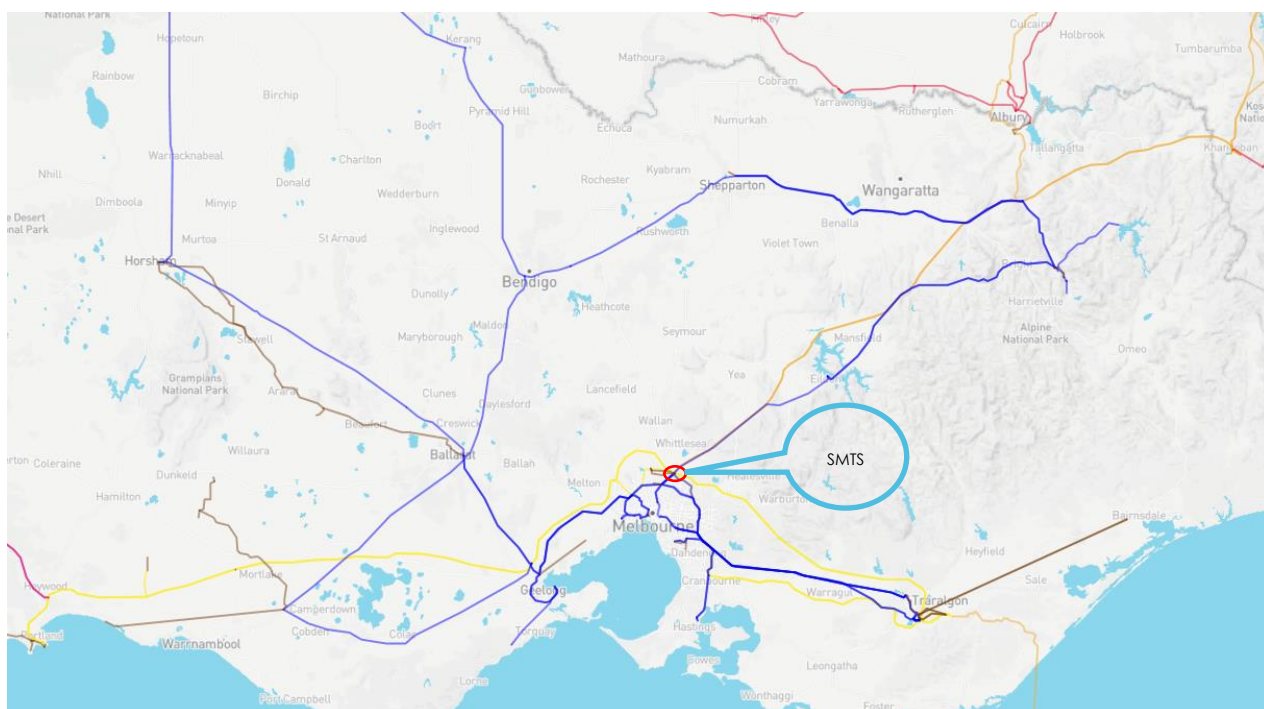 National Park
Hopetoun
Kerang
Finley
Culcairn
Holbrook
Mathoura
Tumbarumba
Rainbow
Birchip
Gunbower
Cobram
Yarrawonga
Rutherglen
Albury
Pyramid Hill
Boort
Echuca
Numurkah
Tallangatta
Warracknabeal
Charlton
Kyabram
Khancoban
Nhill
Donald
Rochester
Shepparton
Wangaratta
Dimboola
Minyip
Wedderburn
Desert
Murtoa
St Arnaud
Inglewood
Rushworth
Benalla
Violet Town
Horsham
Bendigo
Bright
Dunolly
Heathcote
Harrietville
Maldon
Seymour
Stawell
Maryborough
Mansfield
Alpine
National Park
Omeo
Grampians
National Park
Yea
Eildon
Ararat
Clunes
Daylesford
Lancefield
Beaufort
Creswick
Wallan
Whittlesea
Willaura
Ballarat
Ballan
SMTS
Coleraine
Dunkeld
Melton
Healesville
Hamilton
Warburton
Bairnsdale
Melbourne
Dandenong
Heyfield
Heywood
Mortlake
Cranbourne
Sale
Geelong
Warragul
Traralgon
Camperdown
Portland
Cobden
Colac
Torquay
Hastings
Warrnambool
Cowes
Leongatha
Lorne
Port Campbell
Wonthaggi
Foster